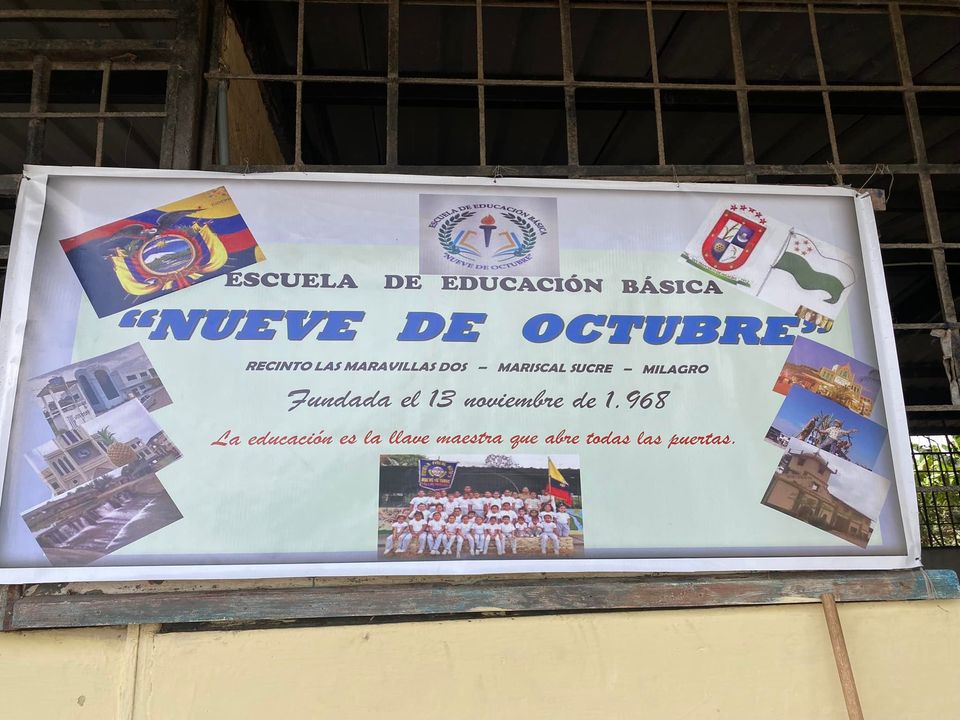 ESCUELA DE EDUCACIÓN BÁSICA
"NUEVE DE OCTUBRE"
ESCUELA DE EDUCACIÓN BÁSICA
“NUEVE DE OCTUBRE”
RECINTO LAS MARAVILLAS DOS – MARISCAL SUCRE – MILAGRO
Fundada el 13 noviembre de 1.968
La educación es la llave maestra que abre todas las puertas.